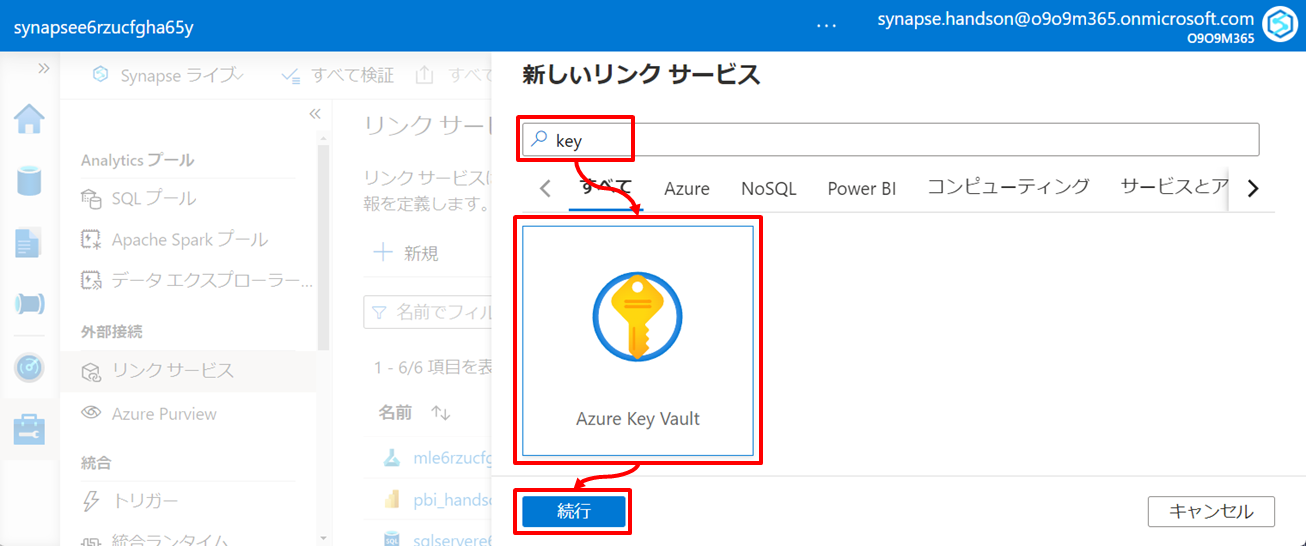 synapsee6rzucfgha65y
...
synapse.handson@o9o9m365.onmicrosoft.com
O9O9M365
Synapse ライブ
すべて検証
すべて
Analytics プール
SQL プール
Apache Spark プール
データ エクスプローラー...
外部接続
リンク サービス
Azure Purview
統合
トリガー
統合ランタイム
リンク サー
リンク サービスは
報を定義します。
新規
名前でフィル
1 - 6/6 項目を表
名前
mle6rzucfg
pbi_handso
sqlservere6
新しいリンク サービス
key
すべて
Azure
NoSQL
Power BI
コンピューティング
サービスとア
Azure Key Vault
続行
キャンセル